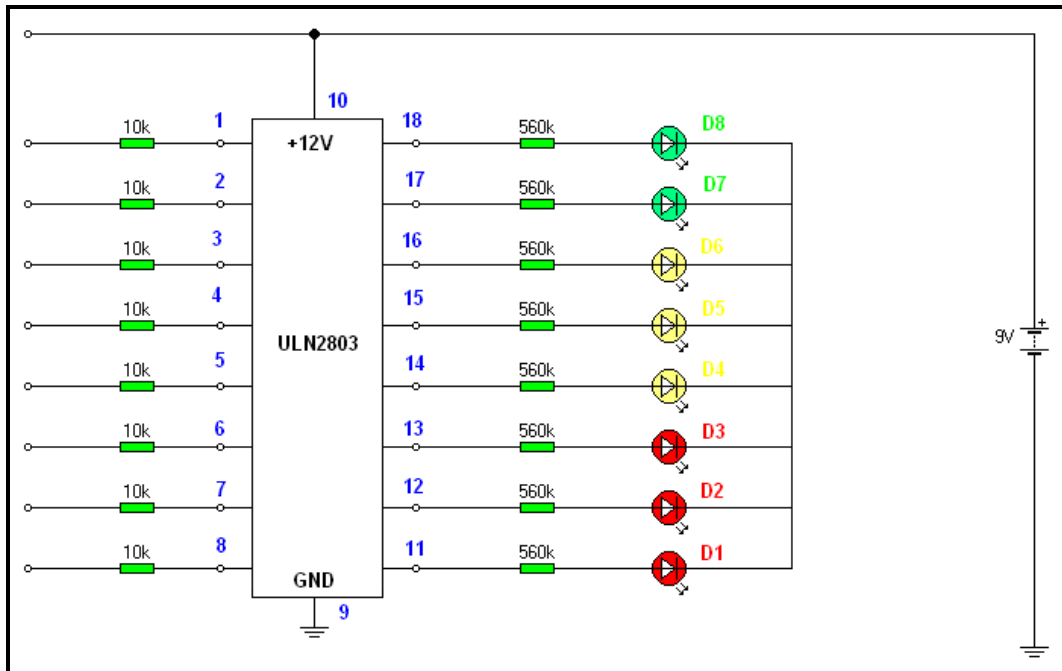 10
10k 1 +12V 18 560k D8
10k 2 17 560k D7
10k 3 16 560k D6
10k 4 15 560k D5
ULN2803
9V +
10k 5 14 560k D4
10k 6 13 560k D3
10k 7 12 560k D2
10k 8 11 560k D1
GND
9